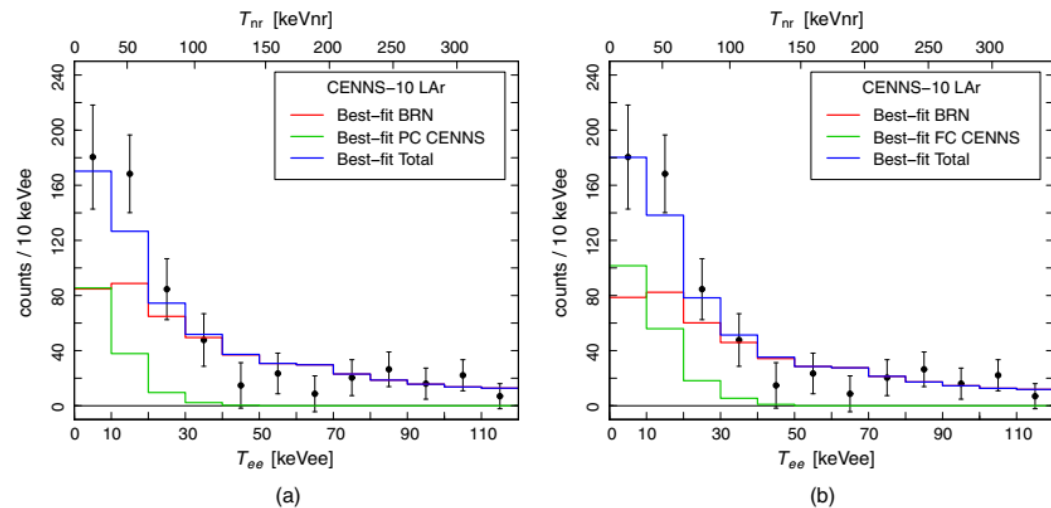 T_nr [keVnr]
0 50 100 150 200 250 300
CENNS-10 LAr
Best-fit BRN
Best-fit PC CENNS
Best-fit Total
counts / 10 keVee
240
200
160
120
80
40
0
0 10 30 50 70 90 110
T_ee [keVee]
(a)
T_nr [keVnr]
0 50 100 150 200 250 300
CENNS-10 LAr
Best-fit BRN
Best-fit FC CENNS
Best-fit Total
counts / 10 keVee
240
200
160
120
80
40
0
0 10 30 50 70 90 110
T_ee [keVee]
(b)